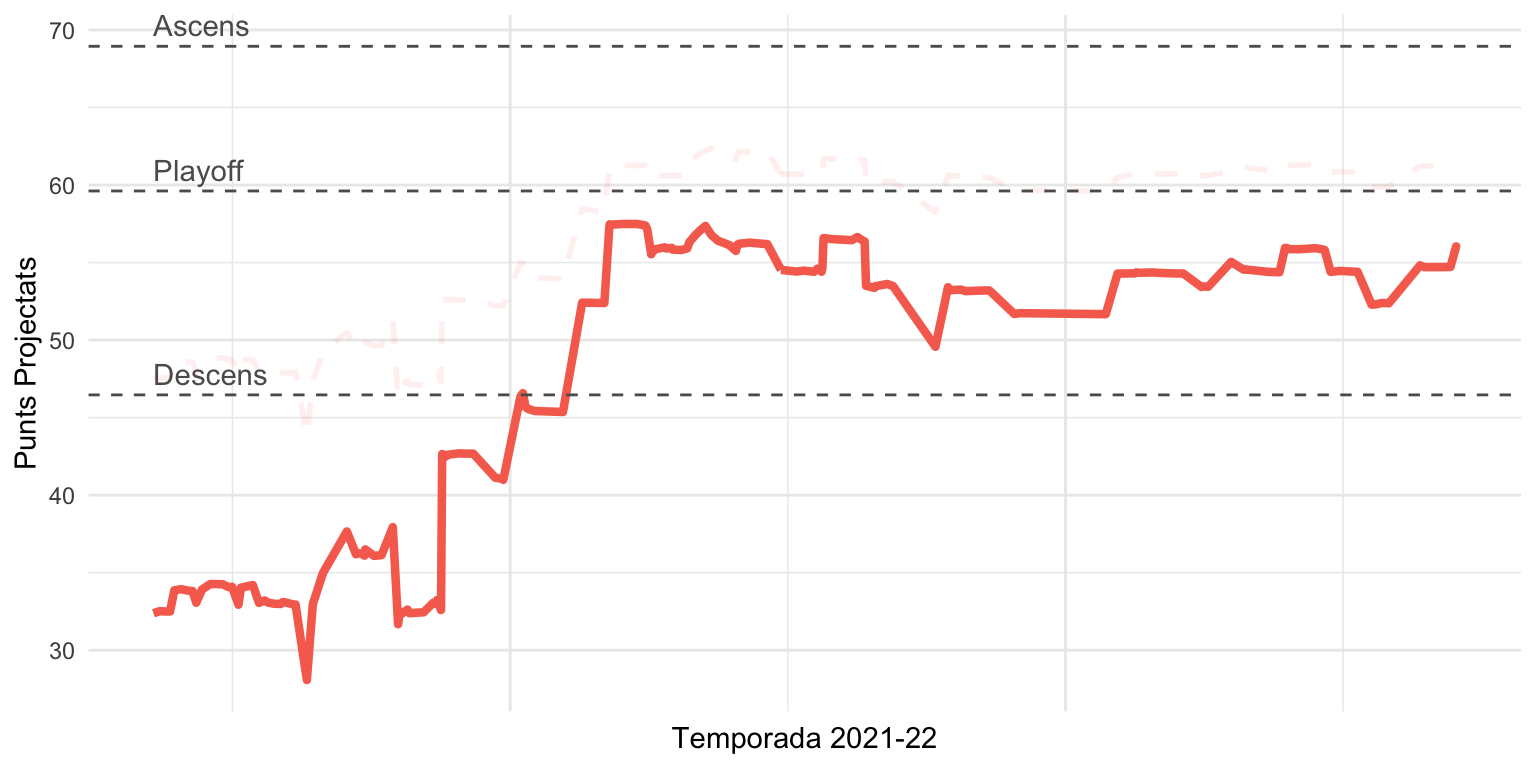 70
Ascens
Playoff
60
50
Descens
40
30
Punts Projectats
Temporada 2021-22